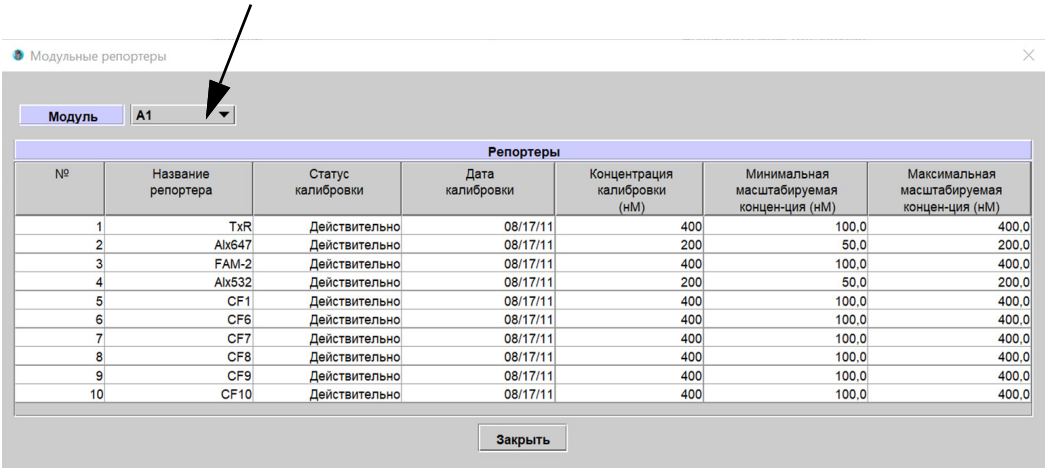 Модульные репортеры
Модуль A1
Репортеры
№ Название репортера Статус калибровки Дата калибровки Концентрация калибровки (нМ) Минимальная масштабируемая концен-ция (нМ) Максимальная масштабируемая концен-ция (нМ)
1 TxR Действительно 08/17/11 400 100,0 400,0
2 Alx647 Действительно 08/17/11 200 50,0 200,0
3 FAM-2 Действительно 08/17/11 400 100,0 400,0
4 Alx532 Действительно 08/17/11 200 50,0 200,0
5 CF1 Действительно 08/17/11 400 100,0 400,0
6 CF6 Действительно 08/17/11 400 100,0 400,0
7 CF7 Действительно 08/17/11 400 100,0 400,0
8 CF8 Действительно 08/17/11 400 100,0 400,0
9 CF9 Действительно 08/17/11 400 100,0 400,0
10 CF10 Действительно 08/17/11 400 100,0 400,0
Закрыть